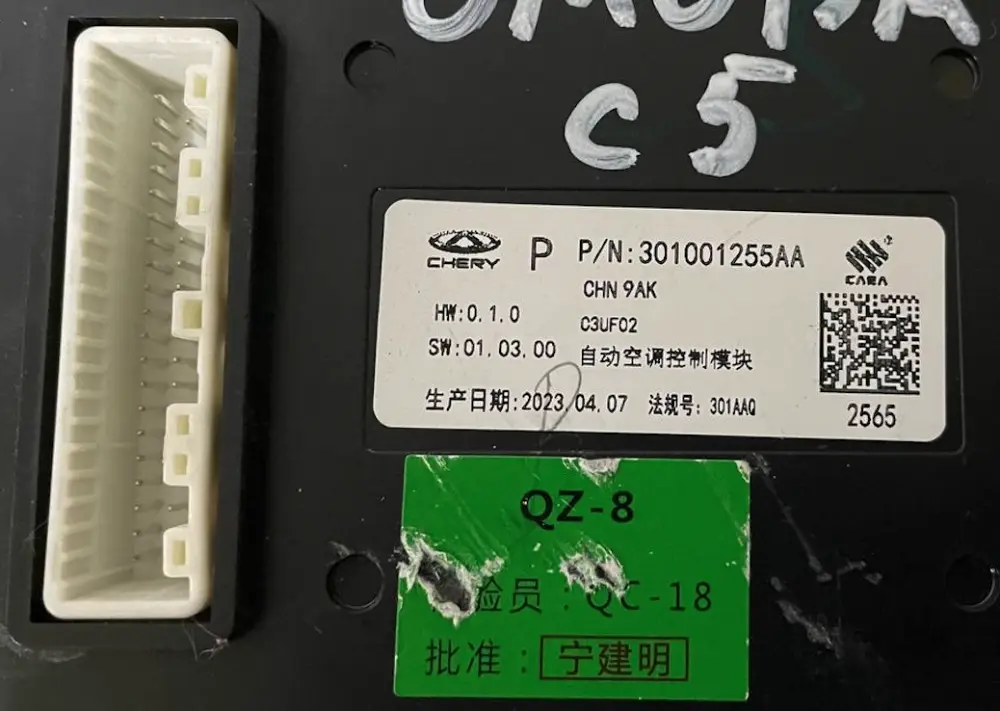 C5
CHERY P P/N:301001255AA
CAEA
CHN 9AK
HW:0.1.0 C3UF02
SW:01.03.00 自动空调控制模块
生产日期:2023.04.07 法规号: 301AAQ
2565
QZ-8
验员：QC-18
批准：宁建明